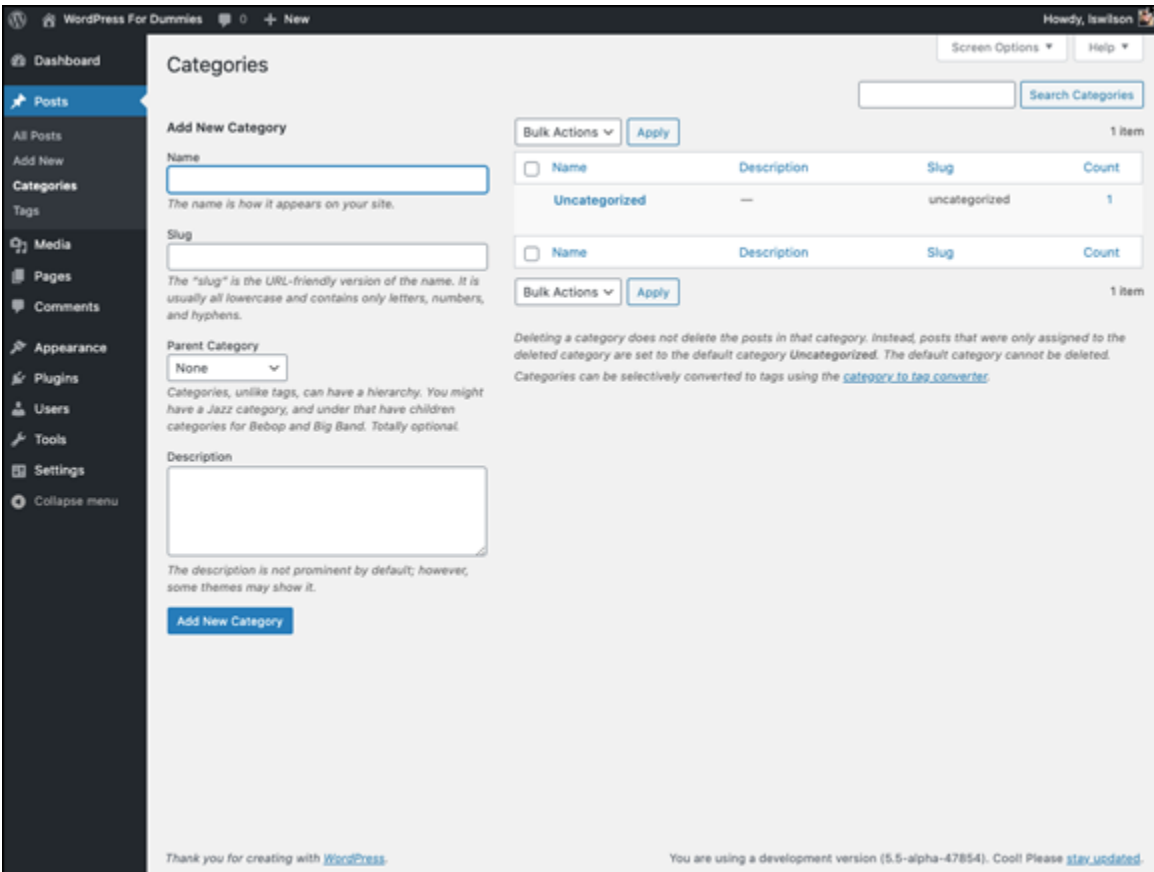 WordPress For Dummies 0 + New Howdy, lswilson
Dashboard
Posts
All Posts
Add New
Categories
Tags
Media
Pages
Comments
Appearance
Plugins
Users
Tools
Settings
Collapse menu
Screen Options ▼ Help ▼
Categories
Search Categories
Add New Category
Name
The name is how it appears on your site.
Slug
The "slug" is the URL-friendly version of the name. It is
usually all lowercase and contains only letters, numbers,
and hyphens.
Parent Category
None
Categories, unlike tags, can have a hierarchy. You might
have a Jazz category, and under that have children
categories for Bebop and Big Band. Totally optional.
Description
The description is not prominent by default; however,
some themes may show it.
Add New Category
Bulk Actions Apply 1 item
Name Description Slug Count
Uncategorized — uncategorized 1
Name Description Slug Count
Bulk Actions Apply 1 item
Deleting a category does not delete the posts in that category. Instead, posts that were only assigned to the
deleted category are set to the default category Uncategorized. The default category cannot be deleted.
Categories can be selectively converted to tags using the category to tag converter.
Thank you for creating with WordPress. You are using a development version (5.5-alpha-47854). Cool! Please stay updated.